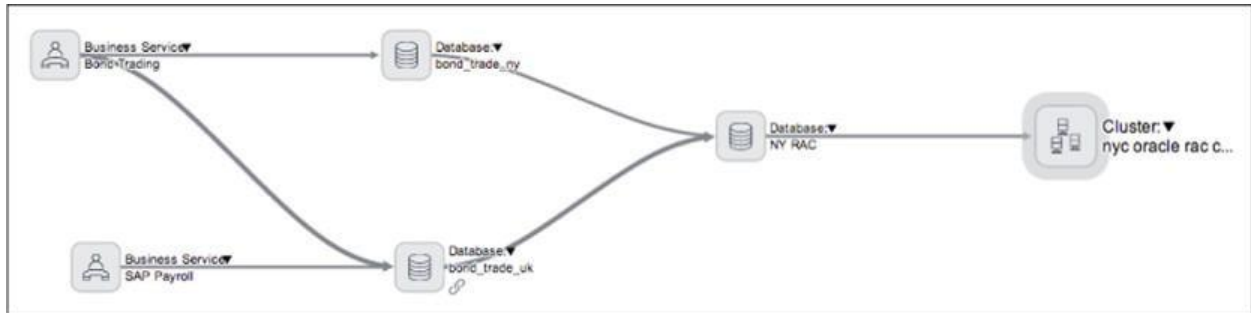 Business Service▼
Bond Trading
Database:▼
bond_trade_ny
Database:▼
NY RAC
Cluster:▼
nyc oracle rac c...
Business Service▼
SAP Payroll
Database:▼
bond_trade_uk